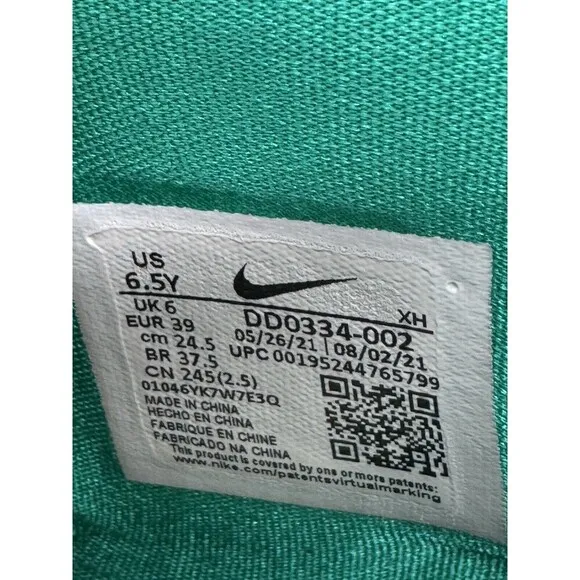 US
6.5Y
XH
UK 6
DD0334-002
EUR 39
05/26/21 | 08/02/21
cm 24.5
UPC 00195244765799
BR 37.5
CN 245(2.5)
01046YK7W7E3Q
MADE IN CHINA
HECHO EN CHINA
FABRIQUE EN CHINE
FABRICADO NA CHINA
This product is covered by one or more patents:
www.nike.com/patentsvirtualmarking